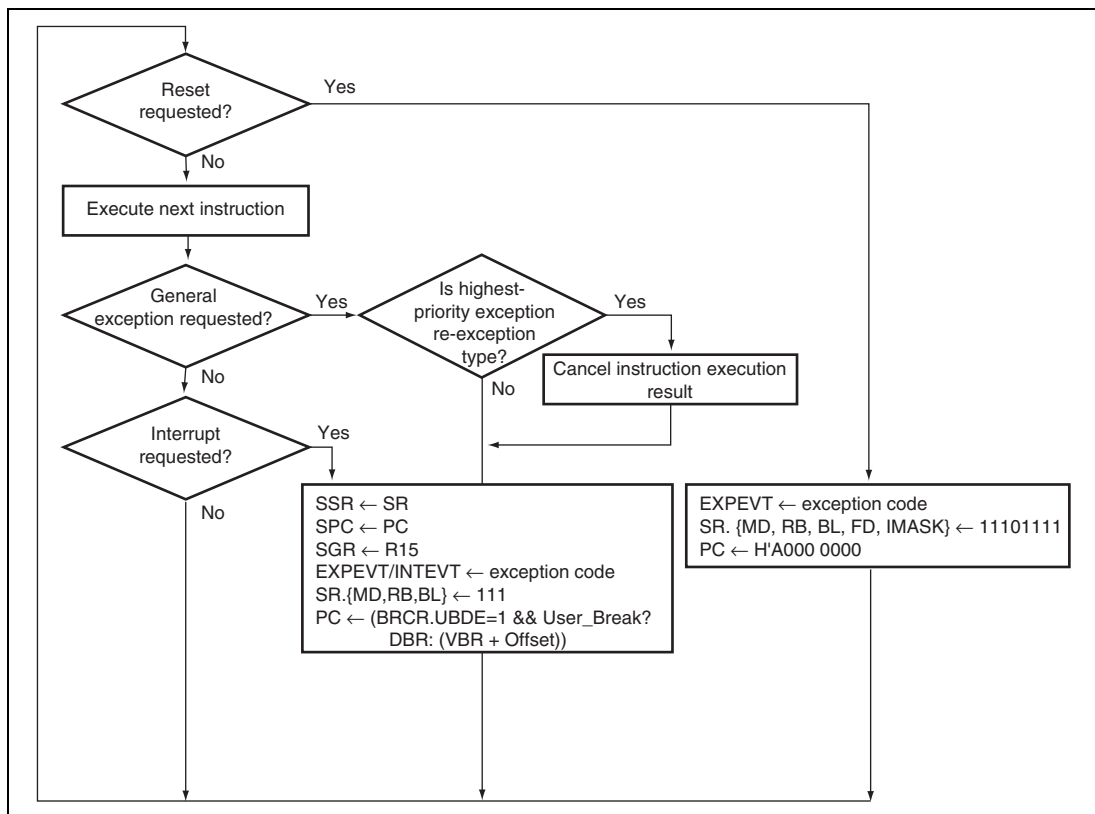 Reset
requested?
Yes
No
Execute next instruction
General
exception requested?
Yes
Is highest-
priority exception
re-exception
type?
Yes
No
Cancel instruction execution
result
No
Interrupt
requested?
Yes
No
SSR ← SR
SPC ← PC
SGR ← R15
EXPEVT/INTEVT ← exception code
SR.{MD,RB,BL} ← 111
PC ← (BRCR.UBDE=1 && User_Break?
DBR: (VBR + Offset))
EXPEVT ← exception code
SR. {MD, RB, BL, FD, IMASK} ← 11101111
PC ← H'A000 0000